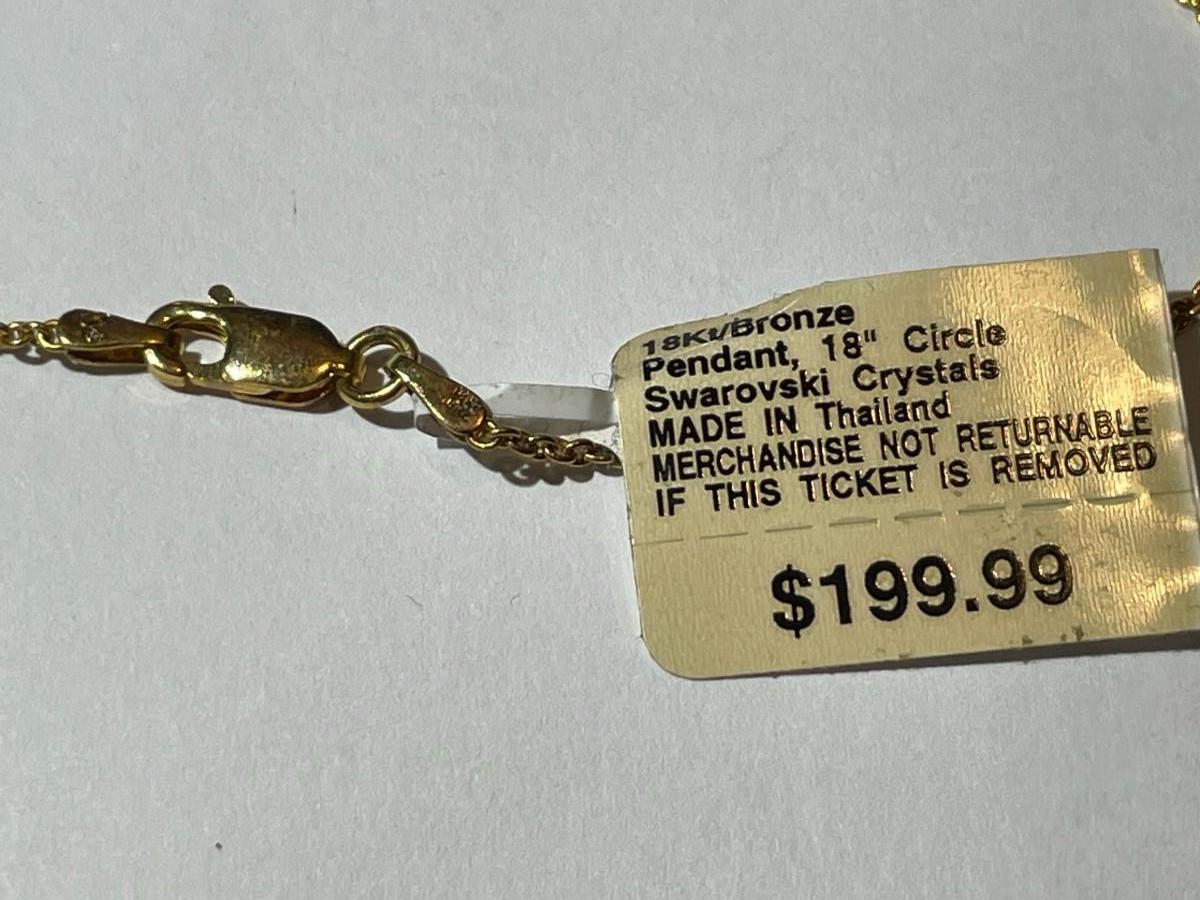 18Kt/Bronze
Pendant, 18" Circle
Swarovski Crystals
MADE IN Thailand
MERCHANDISE NOT RETURNABLE
IF THIS TICKET IS REMOVED
$199.99